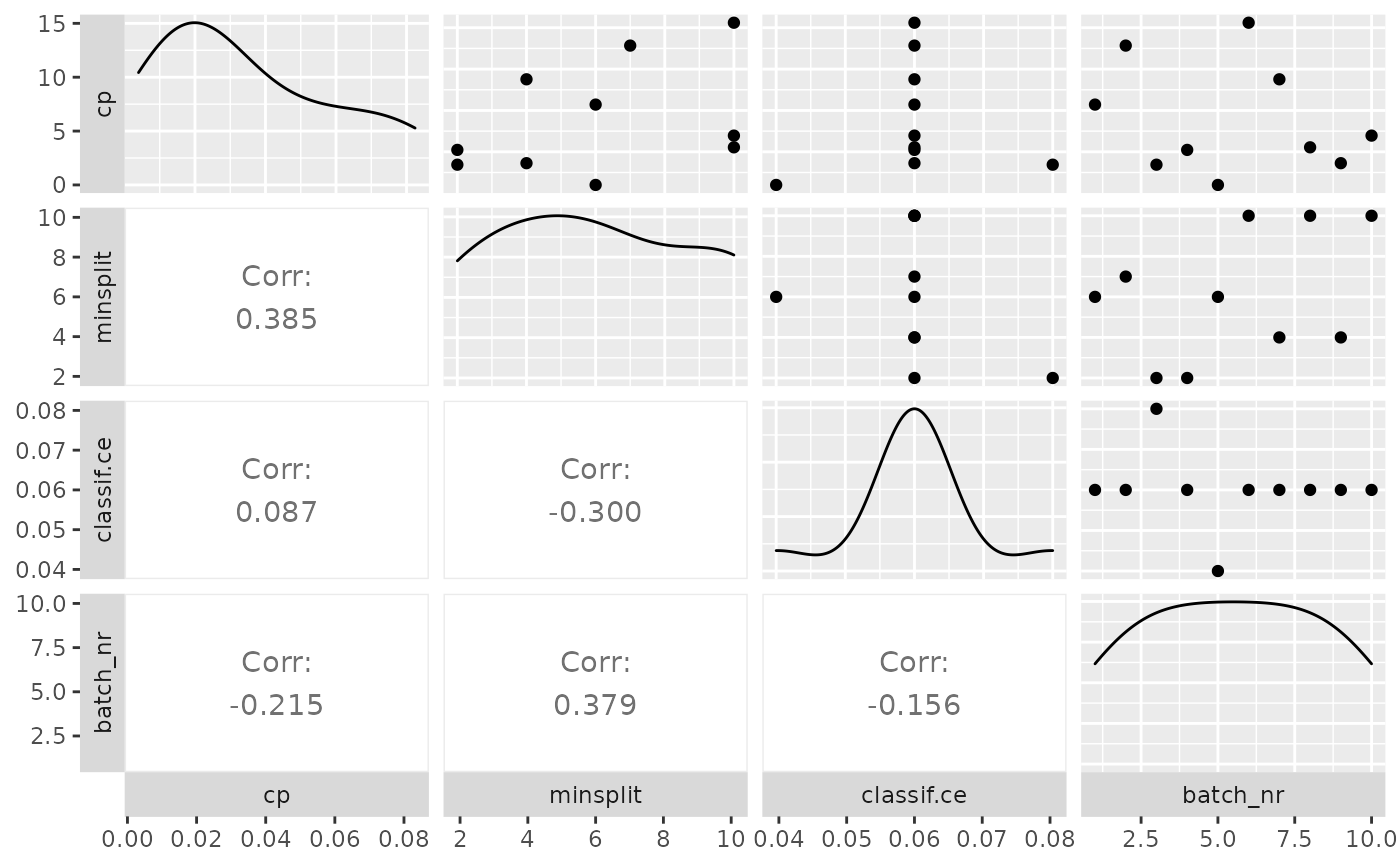 15
10
5
0
cp
10
8
6
4
2
minsplit
Corr:
0.385
0.08
0.07
0.06
0.05
0.04
classif.ce
Corr:
0.087
Corr:
-0.300
10.0
7.5
5.0
2.5
batch_nr
Corr:
-0.215
Corr:
0.379
Corr:
-0.156
cp minsplit classif.ce batch_nr
0.00 0.02 0.04 0.06 0.08 2 4 6 8 10 0.04 0.05 0.06 0.07 0.08 2.5 5.0 7.5 10.0